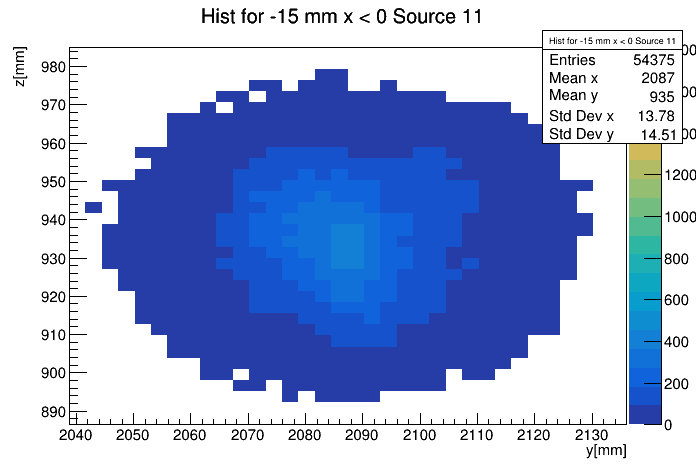 Hist for -15 mm x < 0 Source 11
z[mm]
Hist for -15 mm x < 0 Source 11
Entries 54375
Mean x 2087
Mean y 935
Std Dev x 13.78
Std Dev y 14.51
980
970
960
950
940
930
920
910
900
890
1200
1000
800
600
400
200
0
2040 2050 2060 2070 2080 2090 2100 2110 2120 2130
y[mm]